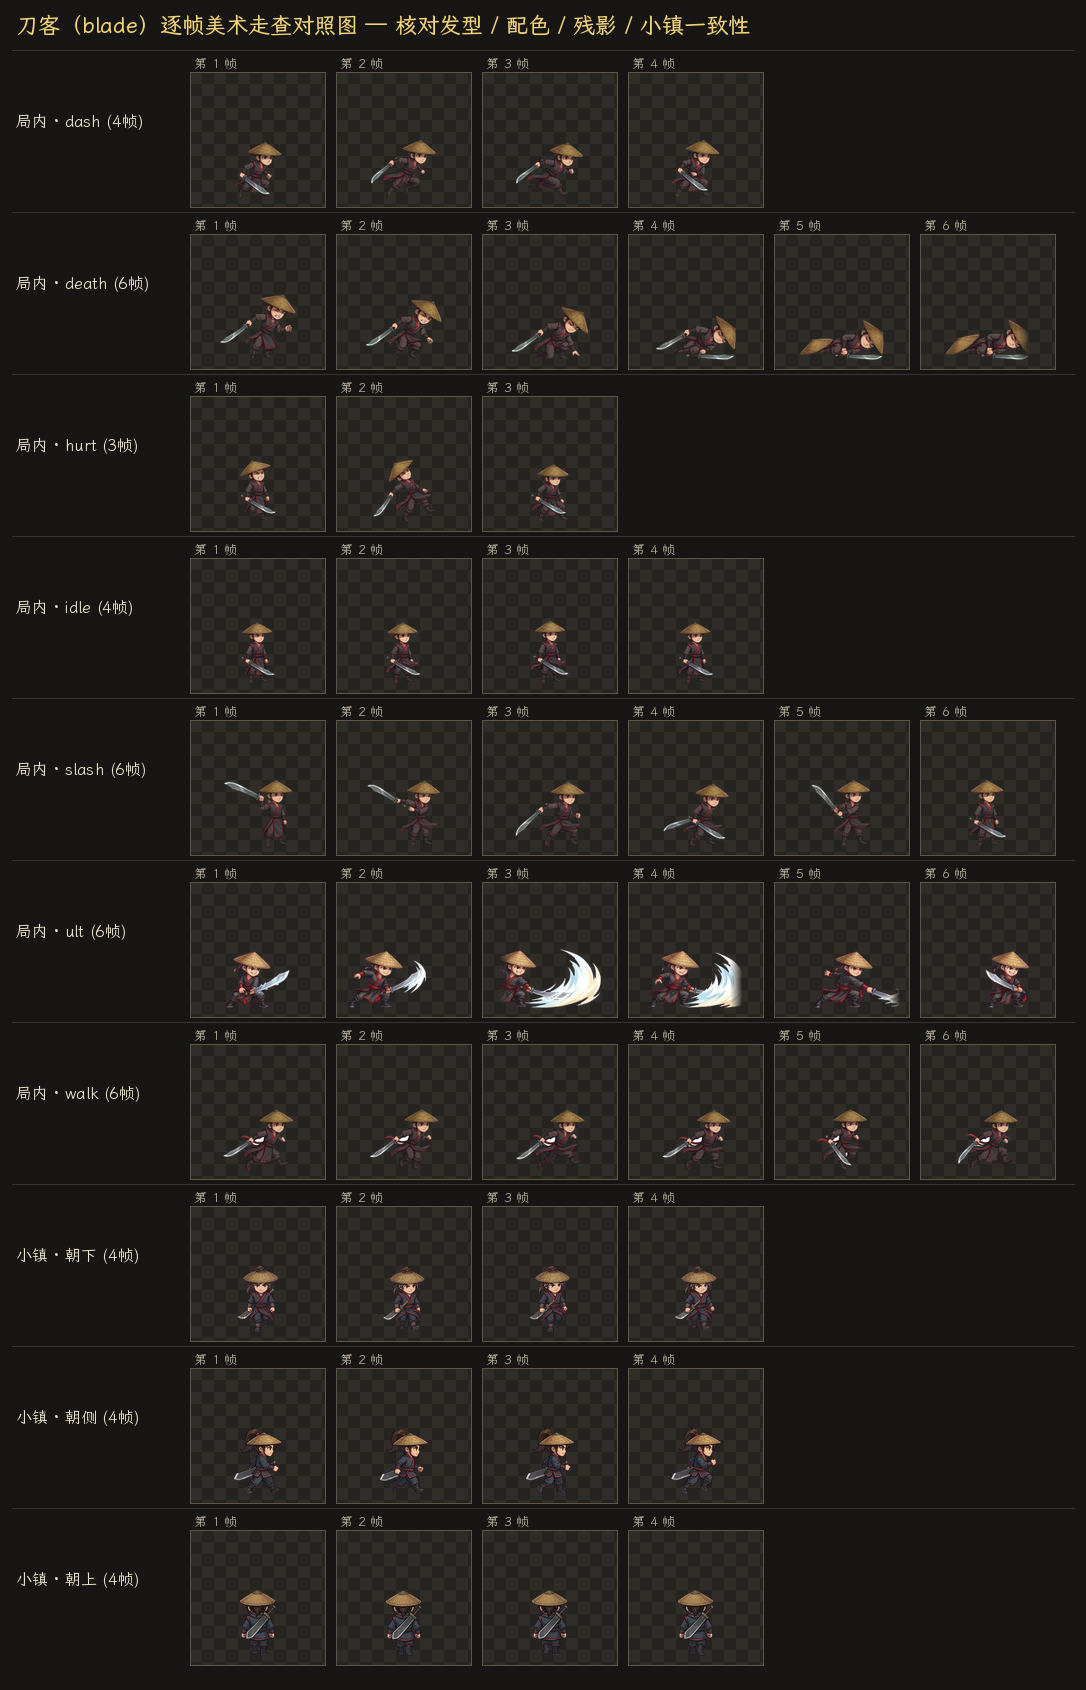 刀客（blade）逐帧美术走查对照图 — 核对发型 / 配色 / 残影 / 小镇一致性
第 1 帧 第 2 帧 第 3 帧 第 4 帧
局内・dash (4帧)
第 1 帧 第 2 帧 第 3 帧 第 4 帧 第 5 帧 第 6 帧
局内・death (6帧)
第 1 帧 第 2 帧 第 3 帧
局内・hurt (3帧)
第 1 帧 第 2 帧 第 3 帧 第 4 帧
局内・idle (4帧)
第 1 帧 第 2 帧 第 3 帧 第 4 帧 第 5 帧 第 6 帧
局内・slash (6帧)
第 1 帧 第 2 帧 第 3 帧 第 4 帧 第 5 帧 第 6 帧
局内・ult (6帧)
第 1 帧 第 2 帧 第 3 帧 第 4 帧 第 5 帧 第 6 帧
局内・walk (6帧)
第 1 帧 第 2 帧 第 3 帧 第 4 帧
小镇・朝下 (4帧)
第 1 帧 第 2 帧 第 3 帧 第 4 帧
小镇・朝侧 (4帧)
第 1 帧 第 2 帧 第 3 帧 第 4 帧
小镇・朝上 (4帧)